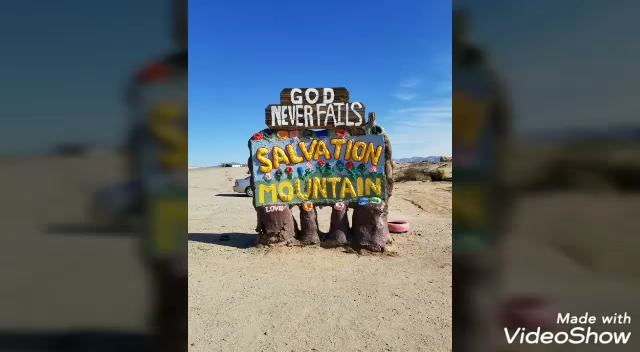 GOD
NEVER FAILS
SALVATION
MOUNTAIN
LOVE
Made with
VideoShow